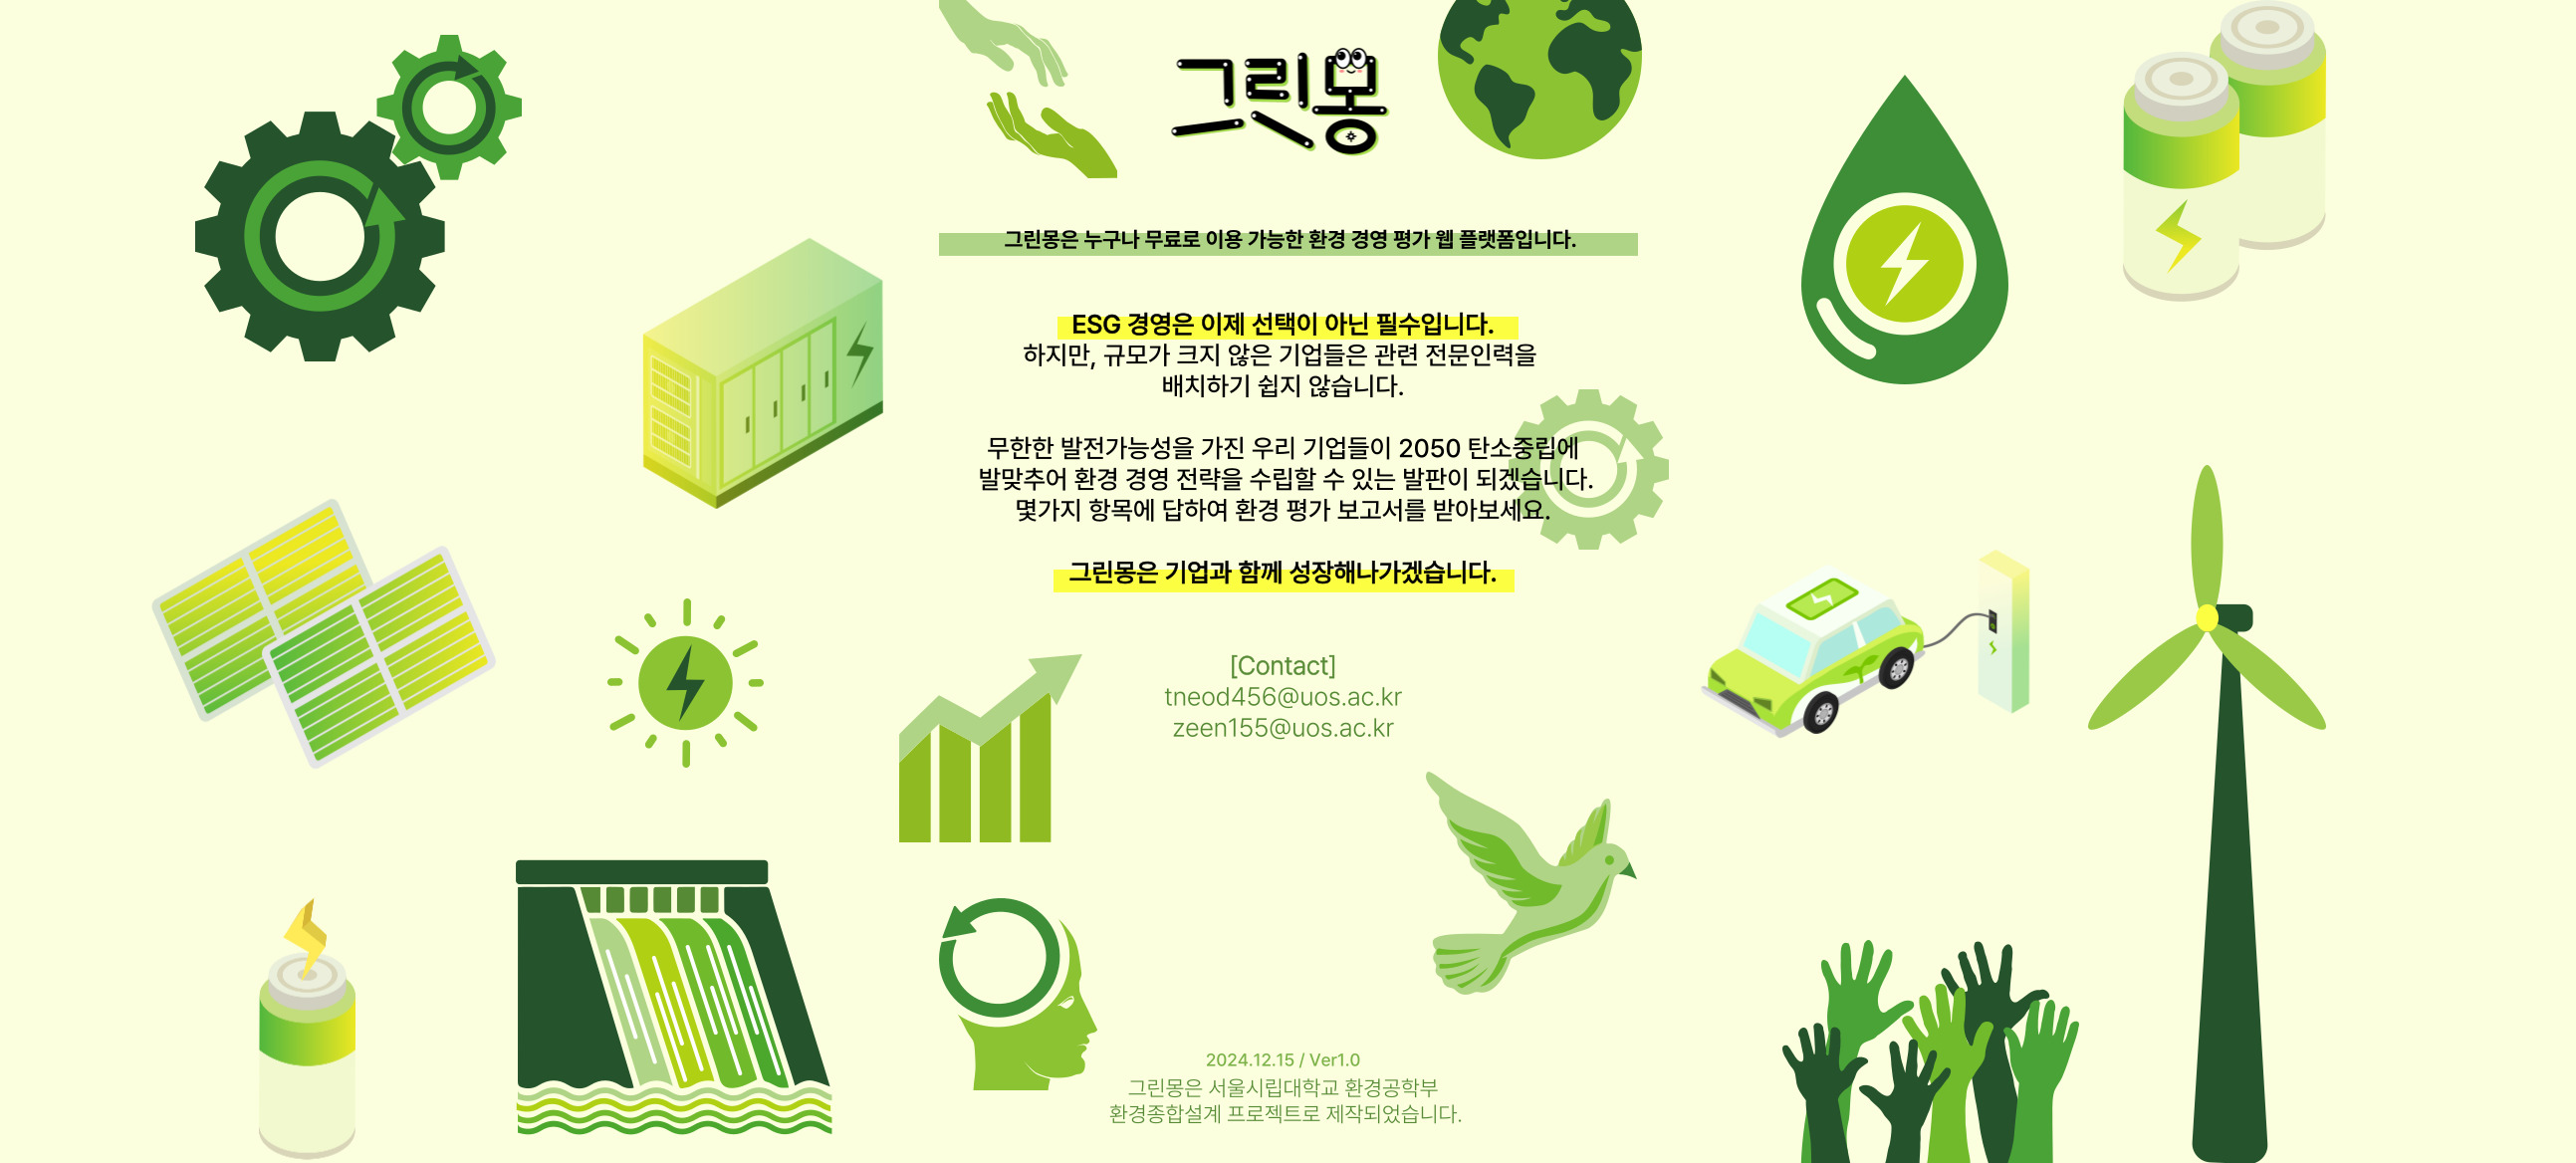 그린몽
그린몽은 누구나 무료로 이용 가능한 환경 경영 평가 웹 플랫폼입니다.
ESG 경영은 이제 선택이 아닌 필수입니다.
하지만, 규모가 크지 않은 기업들은 관련 전문인력을
배치하기 쉽지 않습니다.
무한한 발전가능성을 가진 우리 기업들이 2050 탄소중립에
발맞추어 환경 경영 전략을 수립할 수 있는 발판이 되겠습니다.
몇가지 항목에 답하여 환경 평가 보고서를 받아보세요.
그린몽은 기업과 함께 성장해나가겠습니다.
[Contact]
tneod456@uos.ac.kr
zeen155@uos.ac.kr
2024.12.15 / Ver1.0
그린몽은 서울시립대학교 환경공학부
환경종합설계 프로젝트로 제작되었습니다.